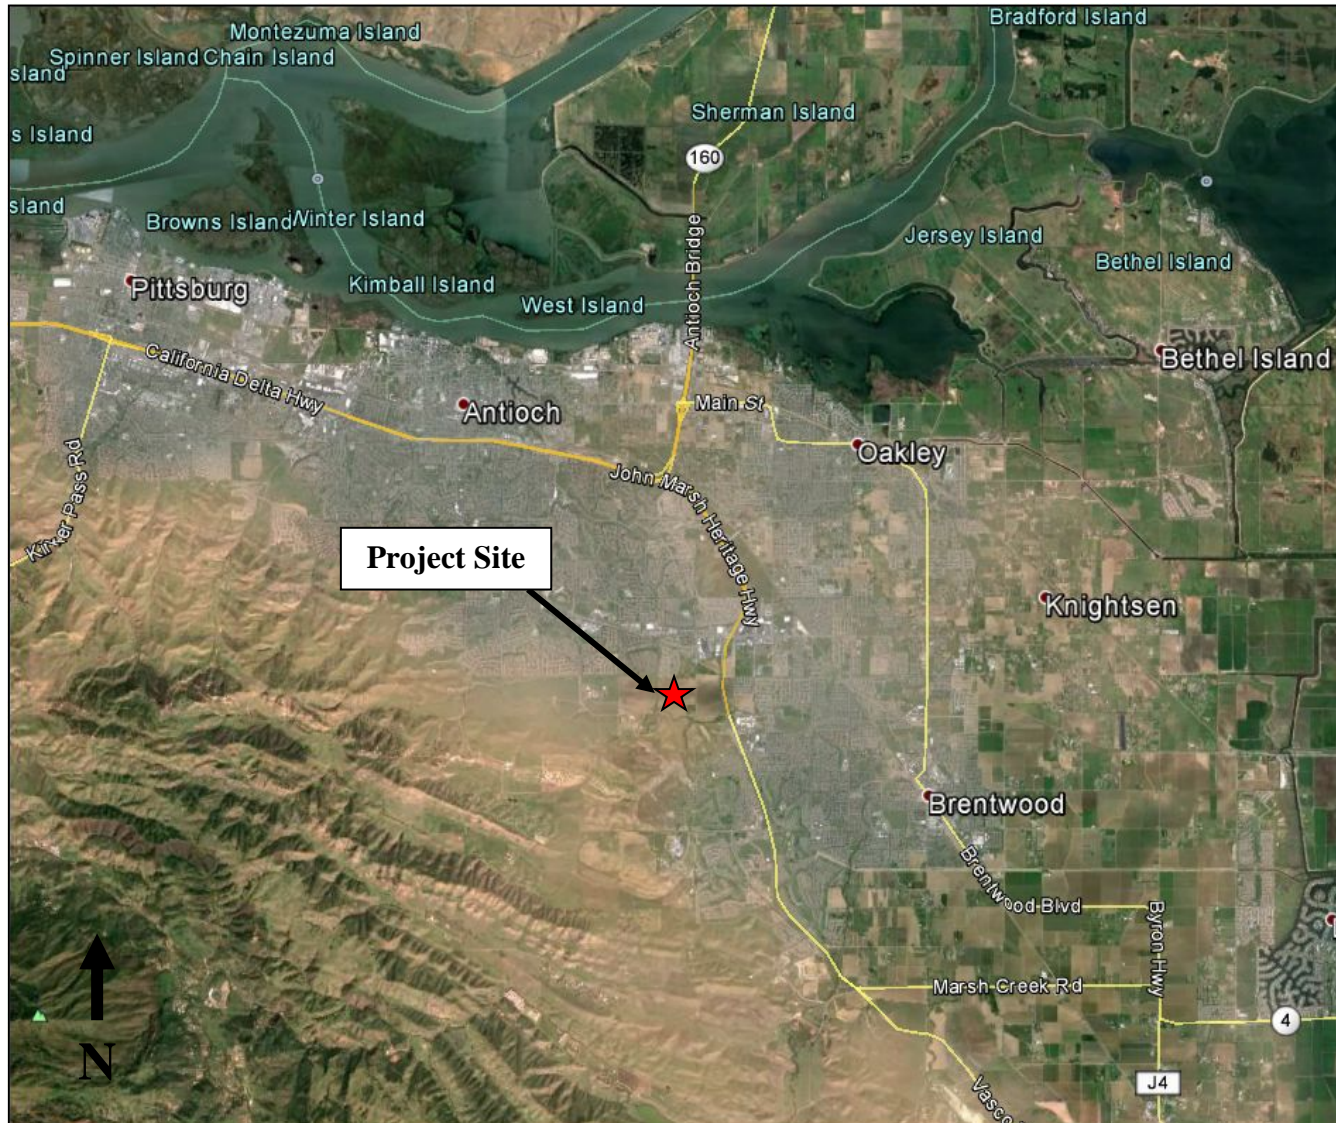 Bradford Island
Montezuma Island
Spinner Island
Chain Island
sland
Sherman Island
s Island
160
sland
Browns Island
Winter Island
Antioch Bridge
Jersey Island
Bethel Island
Pittsburg
Kimball Island
West Island
California Delta Hwy
Bethel Island
Antioch
Main St
Oakley
Kirker Pass Rd
John Marsh Heritage Hwy
Project Site
Knightsen
Brentwood
Brentwood Blvd
Byron Hwy
Marsh Creek Rd
4
N
J4
Vasco